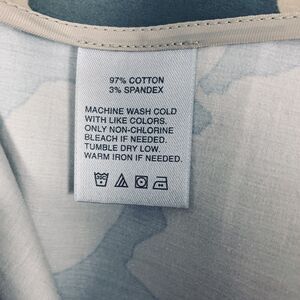 97% COTTON
3% SPANDEX
MACHINE WASH COLD
WITH LIKE COLORS.
ONLY NON-CHLORINE
BLEACH IF NEEDED.
TUMBLE DRY LOW.
WARM IRON IF NEEDED.